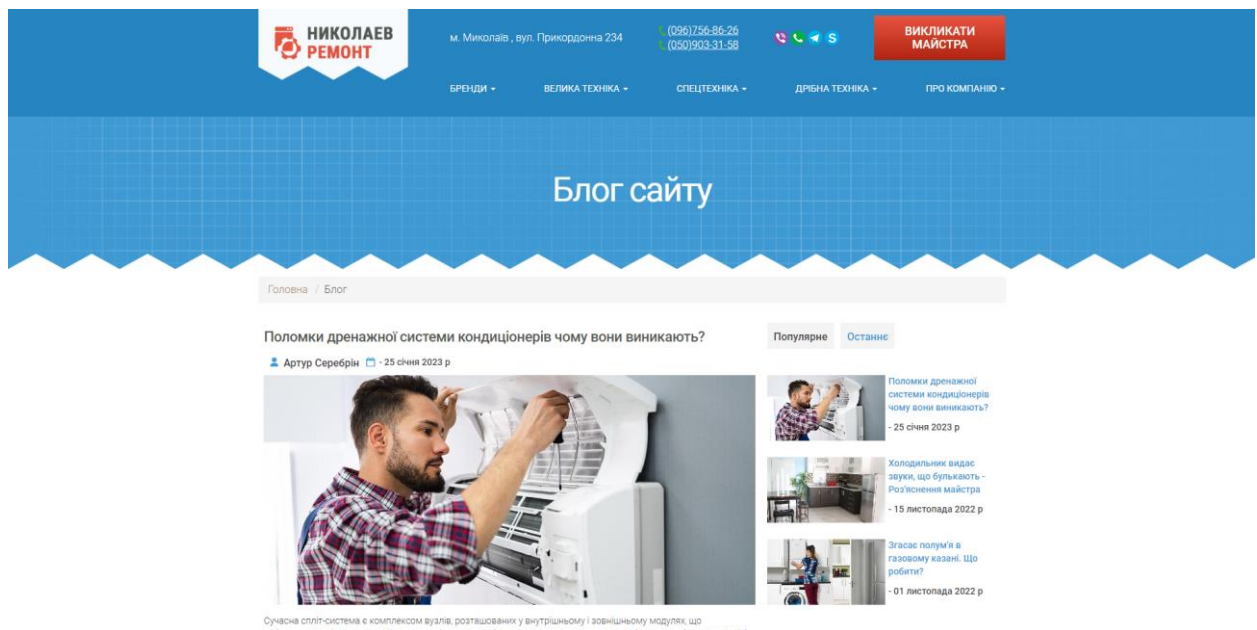 НИКОЛАЕВ
РЕМОНТ
м. Миколаїв , вул. Прикордонна 234
(096)756-86-26
(050)903-31-58
ВИКЛИКАТИ
МАЙСТРА
БРЕНДИ
ВЕЛИКА ТЕХНІКА
СПЕЦТЕХНІКА
ДРІБНА ТЕХНІКА
ПРО КОМПАНІЮ
Блог сайту
Головна / Блог
Поломки дренажної системи кондиціонерів чому вони виникають?
Артур Серебрін - 25 січня 2023 р
Сучасна спліт-система є комплексом вузлів, розташованих у внутрішньому і зовнішньому модулях, що
Популярне
Останнє
Поломки дренажної
системи кондиціонерів
чому вони виникають?
- 25 січня 2023 р
Холодильник видає
звуки, що булькають -
Роз'яснення майстра
- 15 листопада 2022 р
Згасає полум'я в
газовому казані. Що
робити?
- 01 листопада 2022 р